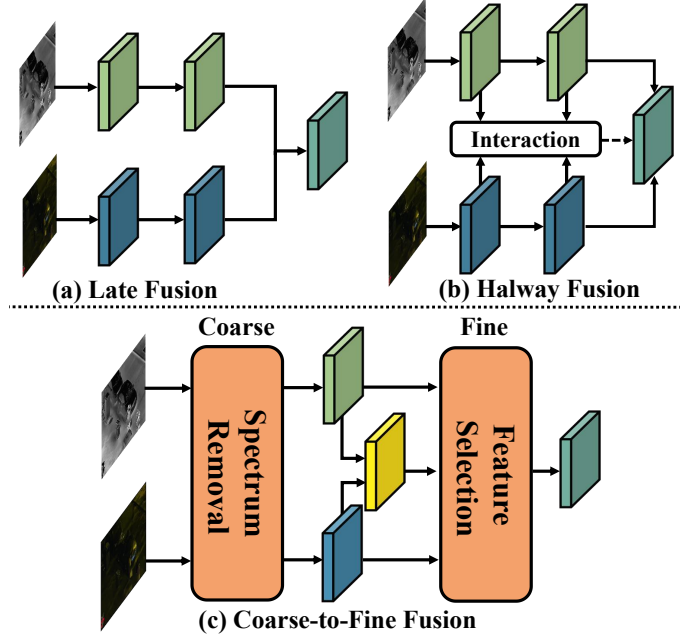 Interaction
(a) Late Fusion
(b) Halway Fusion
Coarse
Fine
Spectrum
Removal
Feature
Selection
(c) Coarse-to-Fine Fusion